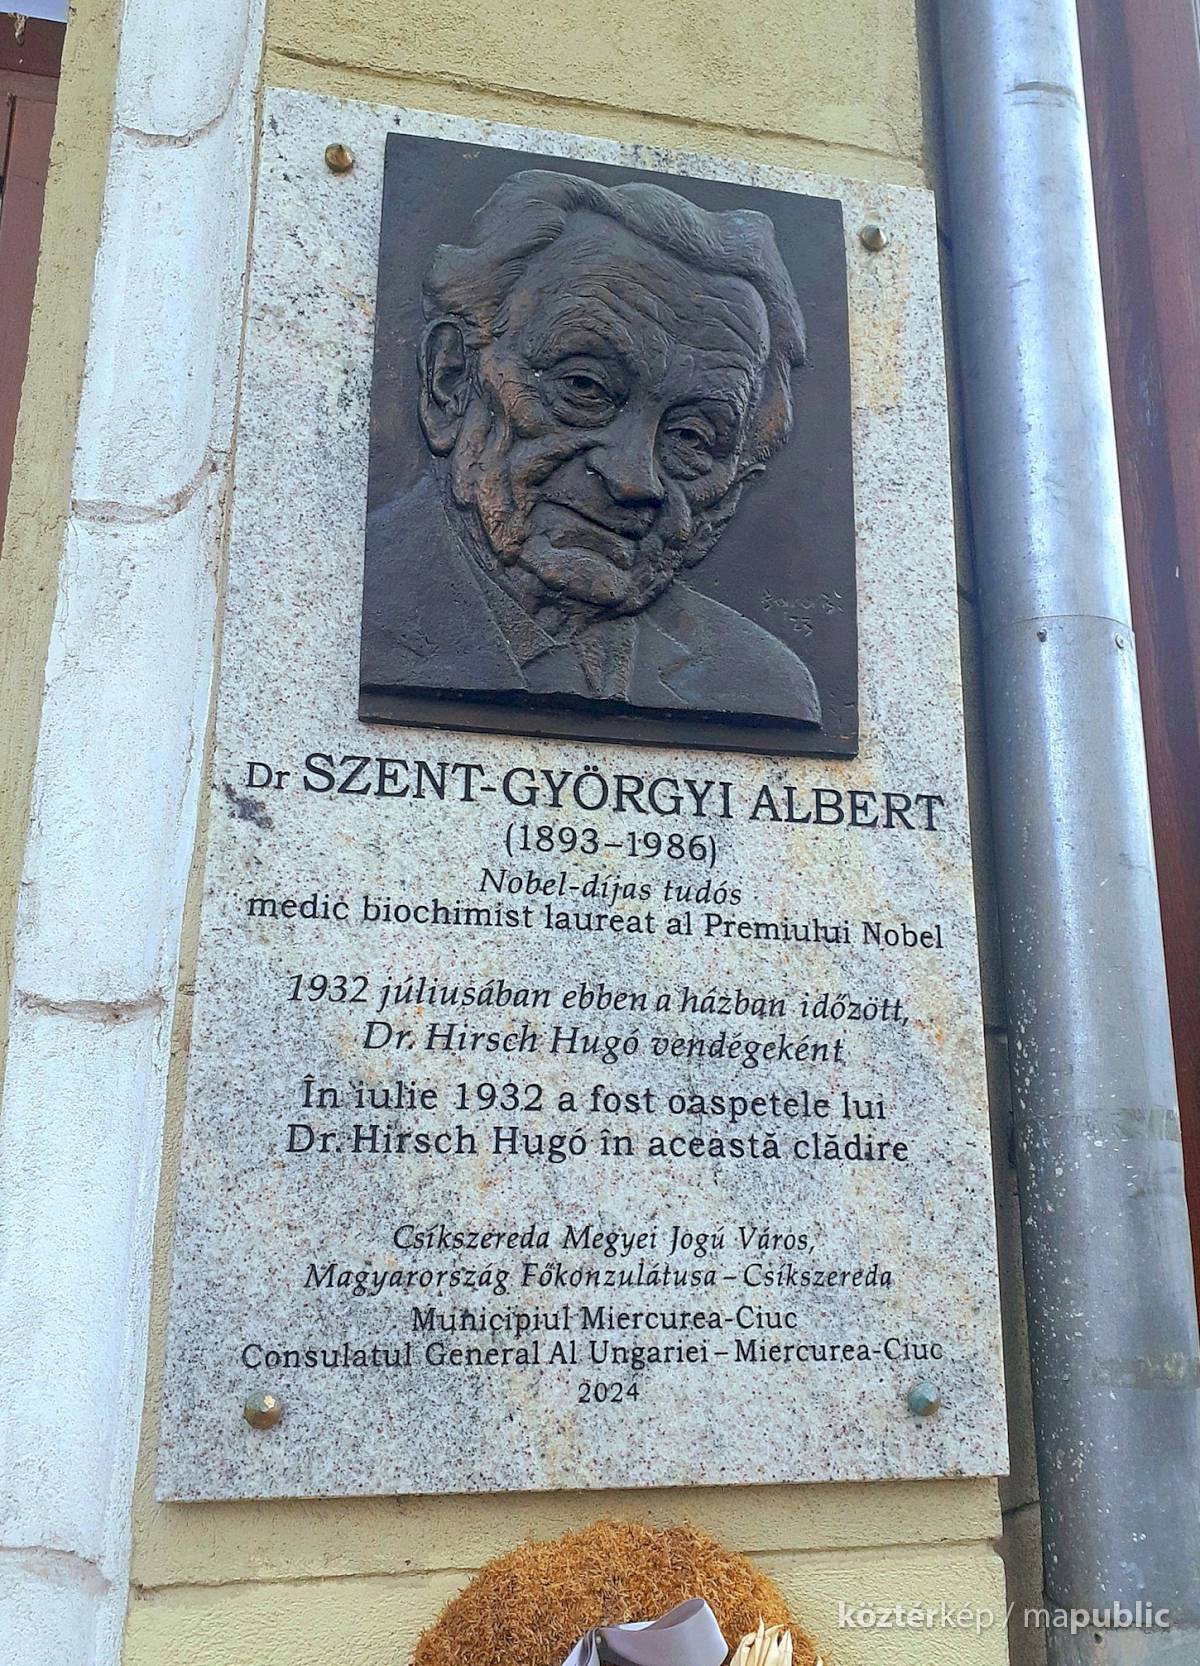 Dr SZENT-GYÖRGYI ALBERT
(1893–1986)
Nobel-díjas tudós
medic biochimist laureat al Premiului Nobel
1932 júliusában ebben a házban időzött,
Dr. Hirsch Hugó vendégeként
În iulie 1932 a fost oaspetele lui
Dr. Hirsch Hugó în această clădire
Csíkszereda Megyei Jogú Város,
Magyarország Főkonzulátusa – Csíkszereda
Municipiul Miercurea-Ciuc
Consulatul General Al Ungariei – Miercurea-Ciuc
2024
köztérkép / mapublic